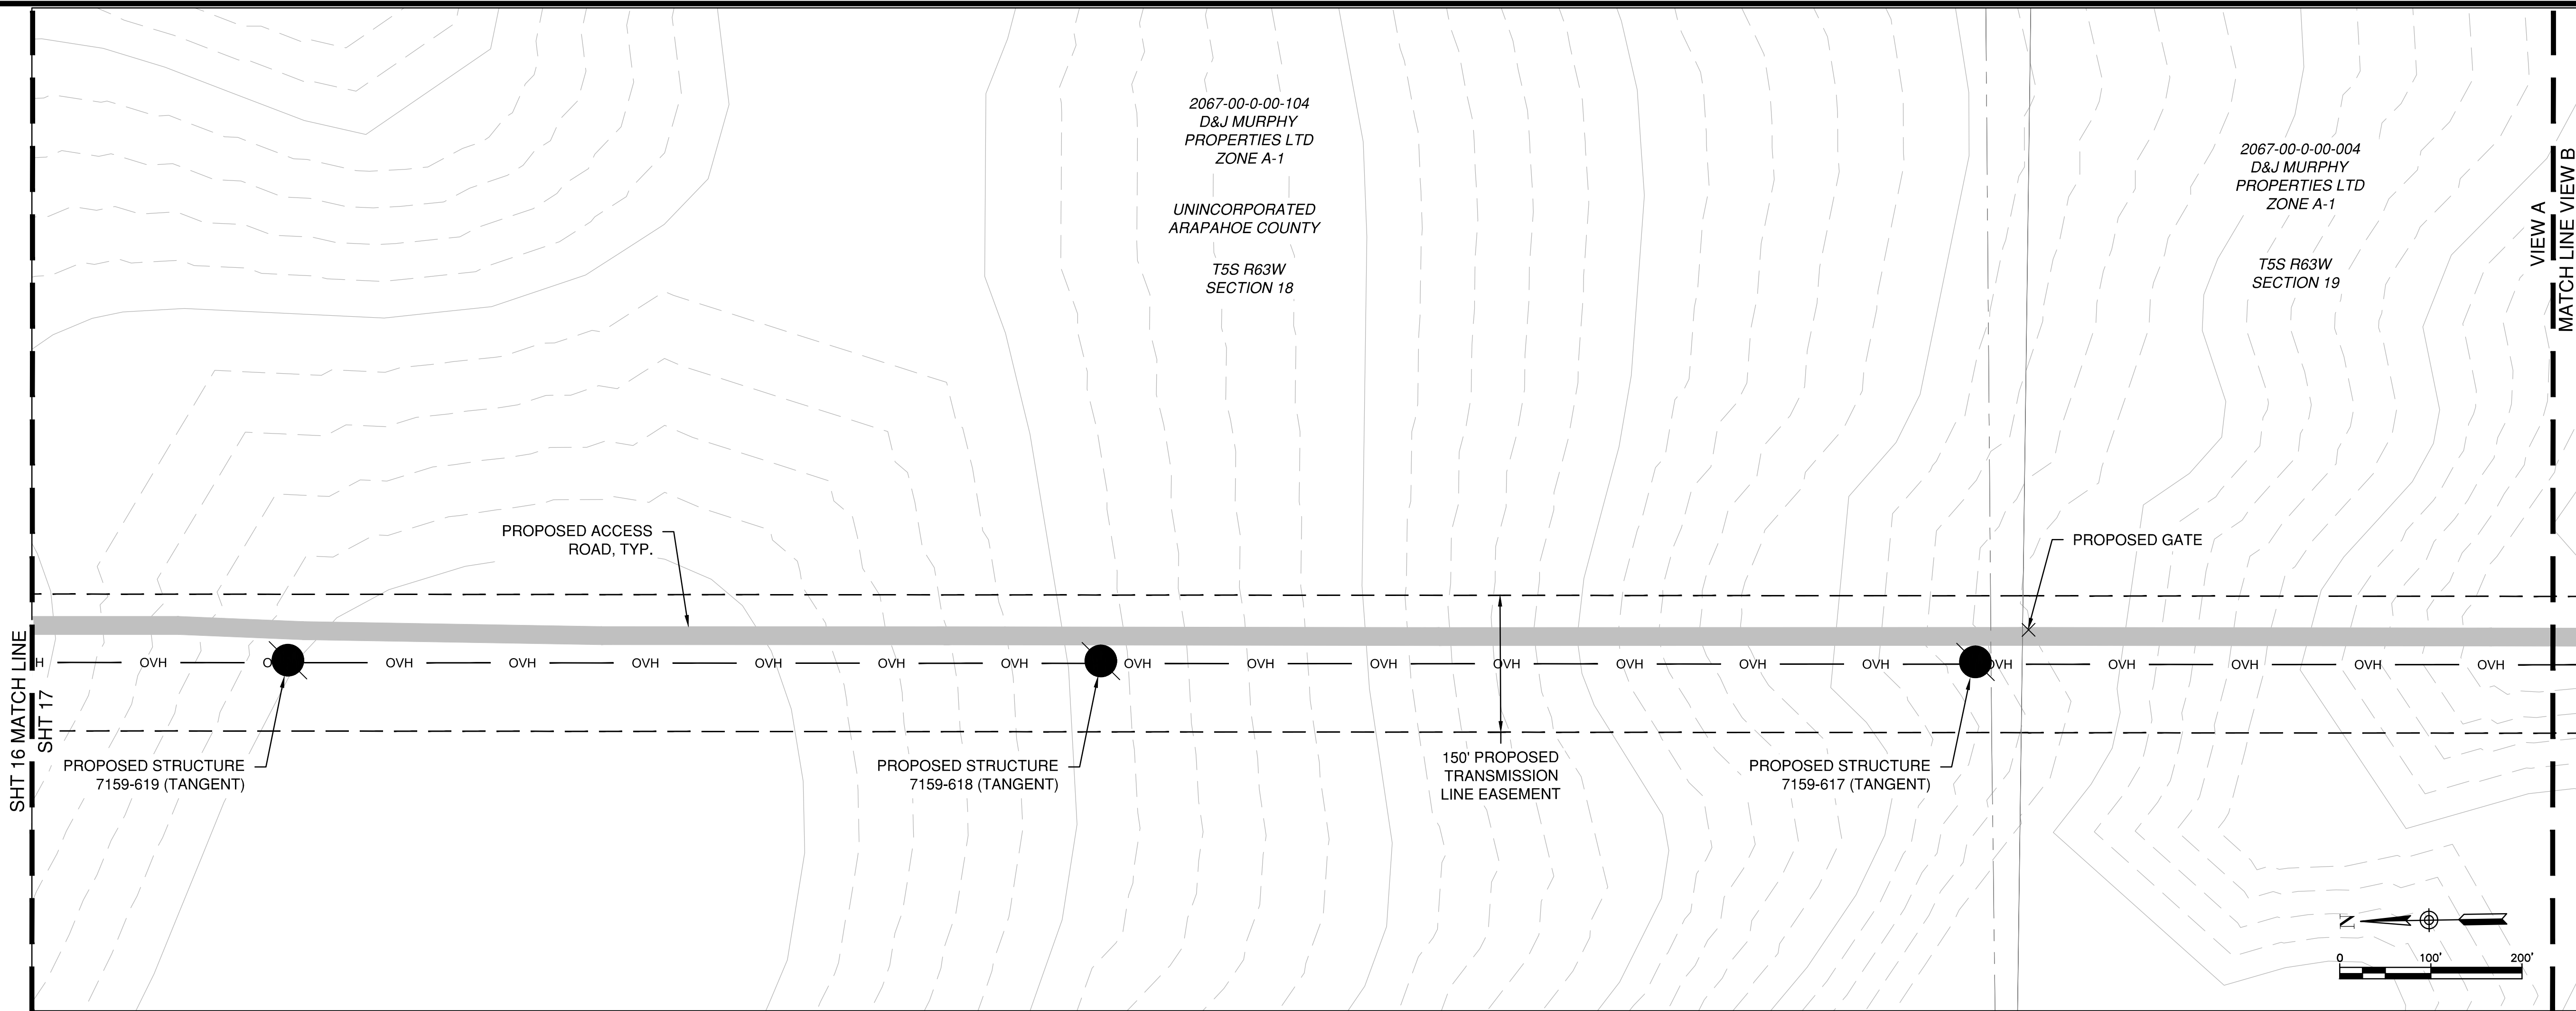 2067-00-0-00-104
D&J MURPHY
PROPERTIES LTD
ZONE A-1
UNINCORPORATED
ARAPAHOE COUNTY
T5S R63W
SECTION 18
2067-00-0-00-004
D&J MURPHY
PROPERTIES LTD
ZONE A-1
T5S R63W
SECTION 19
VIEW A
MATCH LINE VIEW B
PROPOSED ACCESS
ROAD, TYP.
PROPOSED GATE
SHT 16 MATCH LINE
SHT 17
H OVH O OVH OVH OVH OVH OVH OVH OVH OVH OVH OVH OVH OVH OVH OVH OVH OVH OVH OVH
PROPOSED STRUCTURE
7159-619 (TANGENT)
PROPOSED STRUCTURE
7159-618 (TANGENT)
150' PROPOSED
TRANSMISSION
LINE EASEMENT
PROPOSED STRUCTURE
7159-617 (TANGENT)
N
0 100' 200'